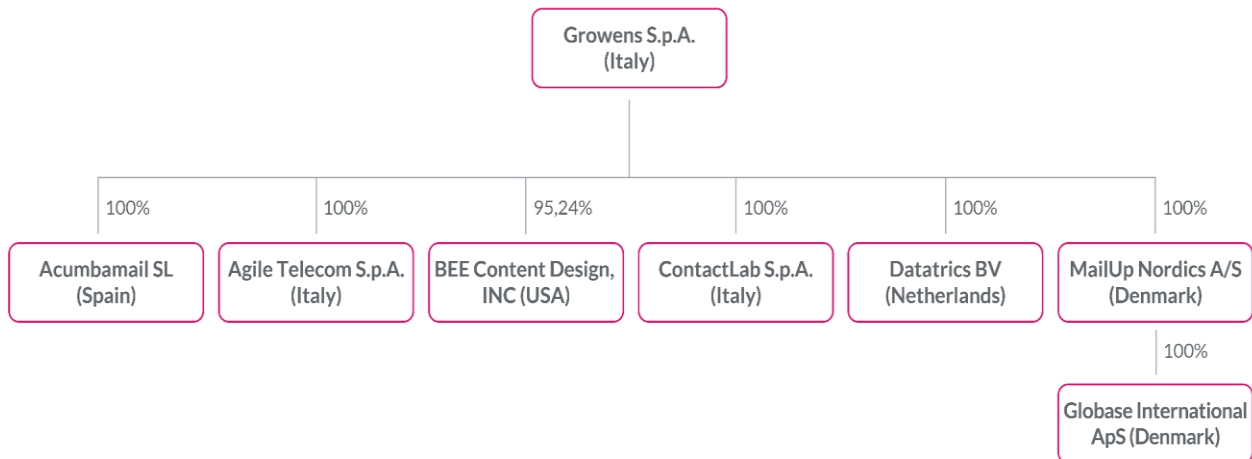 Growens S.p.A.
(Italy)
100%
100%
95,24%
100%
100%
100%
Acumbamail SL
(Spain)
Agile Telecom S.p.A.
(Italy)
BEE Content Design,
INC (USA)
ContactLab S.p.A.
(Italy)
Datatrics BV
(Netherlands)
MailUp Nordics A/S
(Denmark)
100%
Globase International
ApS (Denmark)